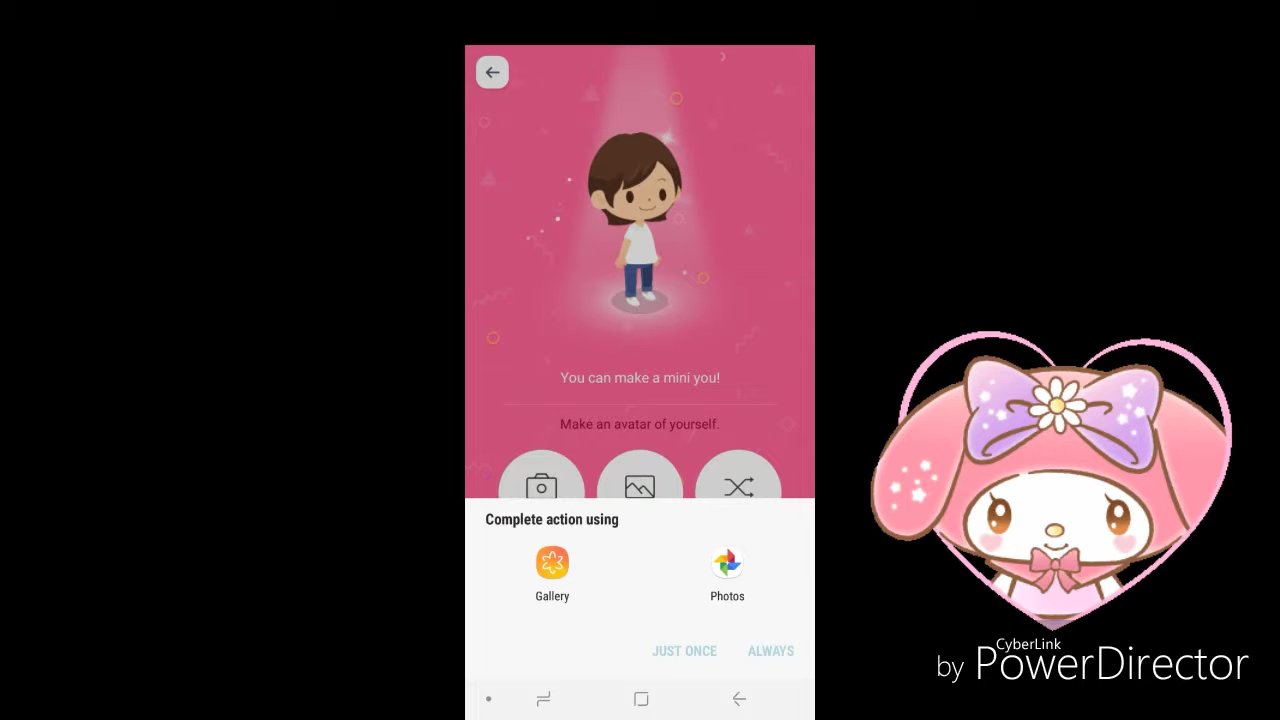 You can make a mini you!
Make an avatar of yourself.
Complete action using
Gallery
Photos
JUST ONCE
ALWAYS
CyberLink
by PowerDirector